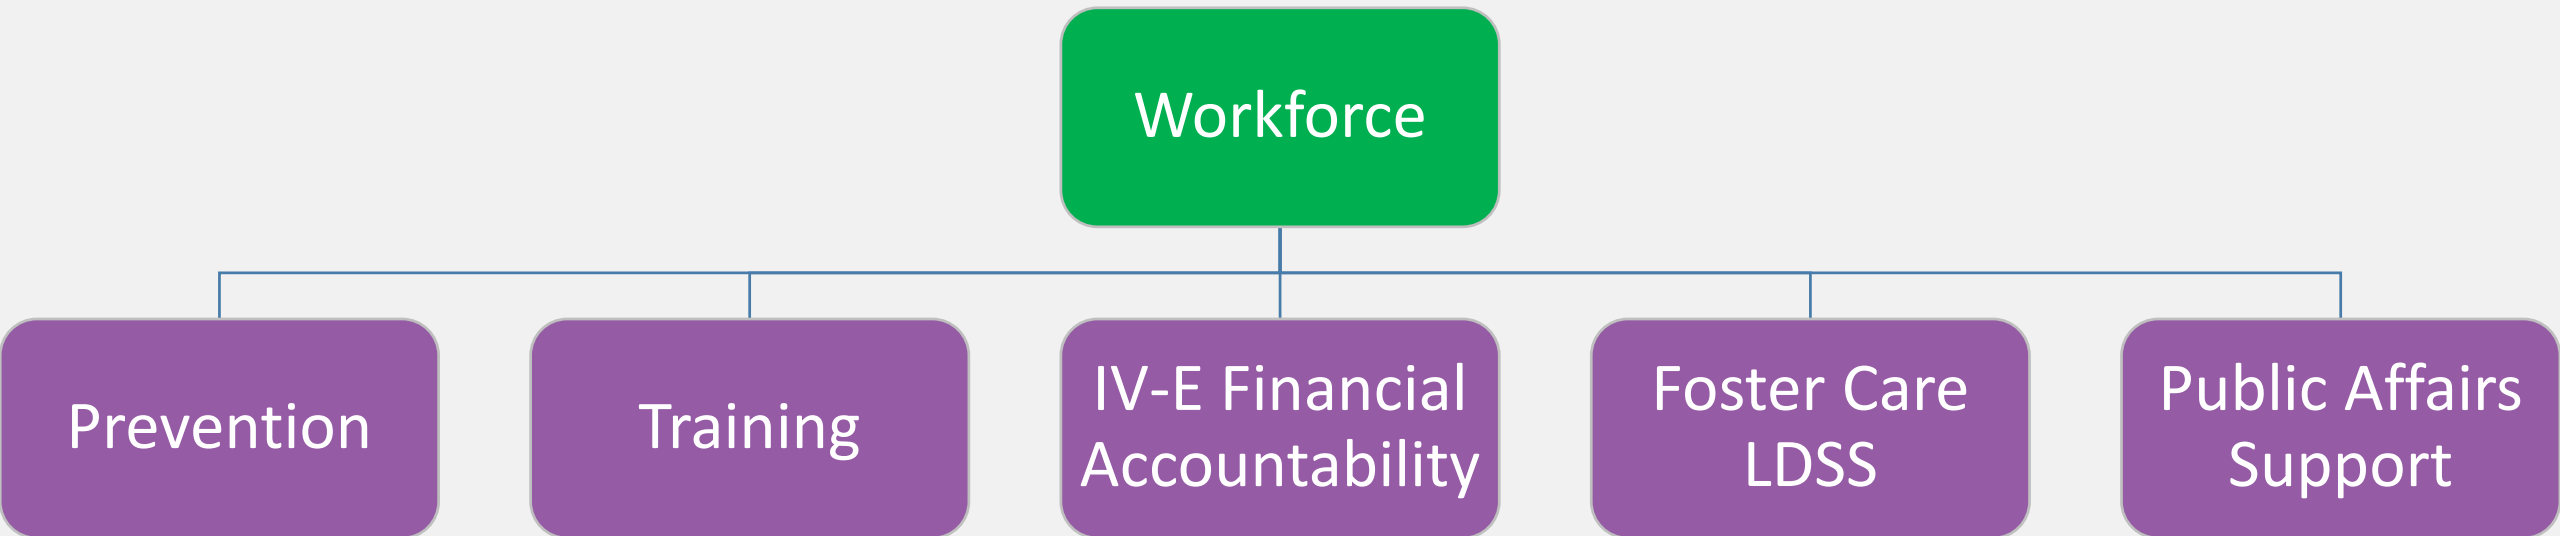 Workforce
Prevention
Training
IV-E Financial
Accountability
Foster Care
LDSS
Public Affairs
Support